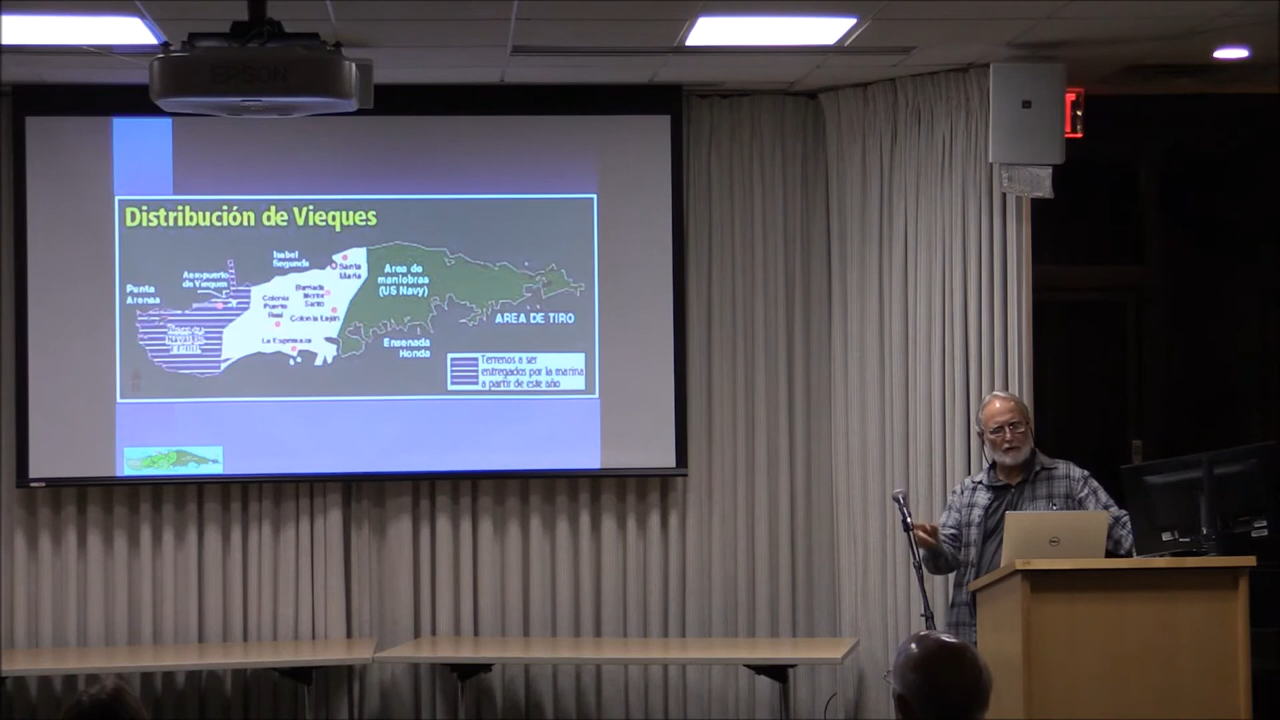 EPSON
Distribución de Vieques
Isabel
Segunda
Santa
María
Aeropuerto
de Vieques
Punta
Arenas
Area de
maniobras
(US Navy)
Barriada
Monte
Santo
Colonia
Puerto
Real
Colonia Luján
La Esperanza
AREA DE TIRO
Ensenada
Honda
Terrenos a ser
entregados por la marina
a partir de este año
DELL